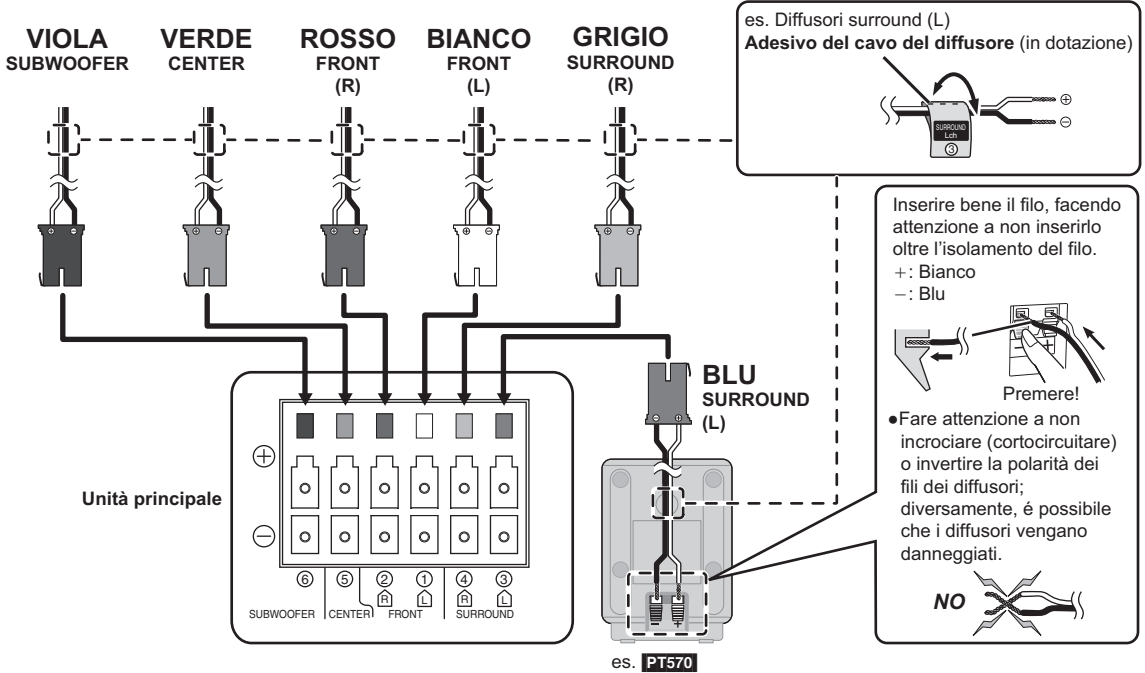 VIOLA
SUBWOOFER
VERDE
CENTER
ROSSO
FRONT
(R)
BIANCO
FRONT
(L)
GRIGIO
SURROUND
(R)
es. Diffusori surround (L)
Adesivo del cavo del diffusore (in dotazione)
⊕
⊖
SURROUND
Lch
③
Inserire bene il filo, facendo
attenzione a non inserirlo
oltre l'isolamento del filo.
+: Bianco
−: Blu
− +
Premere!
●Fare attenzione a non
incrociare (cortocircuitare)
o invertire la polarità dei
fili dei diffusori;
diversamente, é possibile
che i diffusori vengano
danneggiati.
NO
BLU
SURROUND
(L)
Unità principale
⊕
⊖
⑥ ⑤ ② ① ④ ③
R L R L
SUBWOOFER CENTER FRONT SURROUND
− +
es. PT570